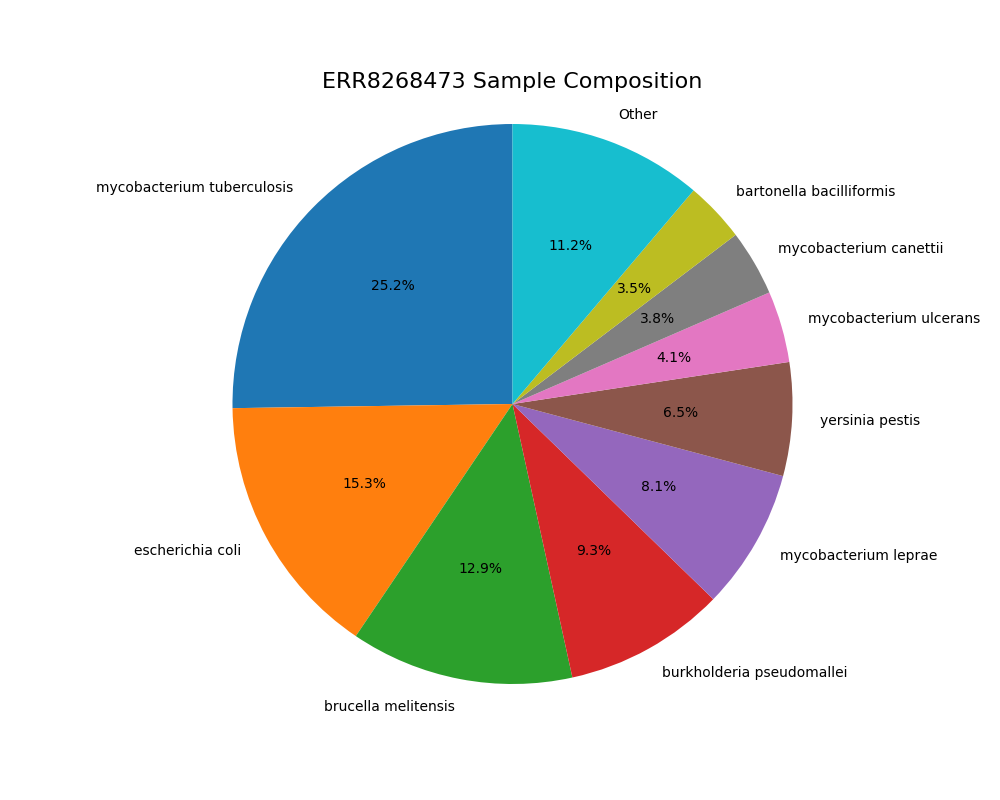 ERR8268473 Sample Composition
Other
11.2%
bartonella bacilliformis
3.5%
mycobacterium canettii
3.8%
mycobacterium ulcerans
4.1%
yersinia pestis
6.5%
mycobacterium leprae
8.1%
burkholderia pseudomallei
9.3%
brucella melitensis
12.9%
escherichia coli
15.3%
mycobacterium tuberculosis
25.2%